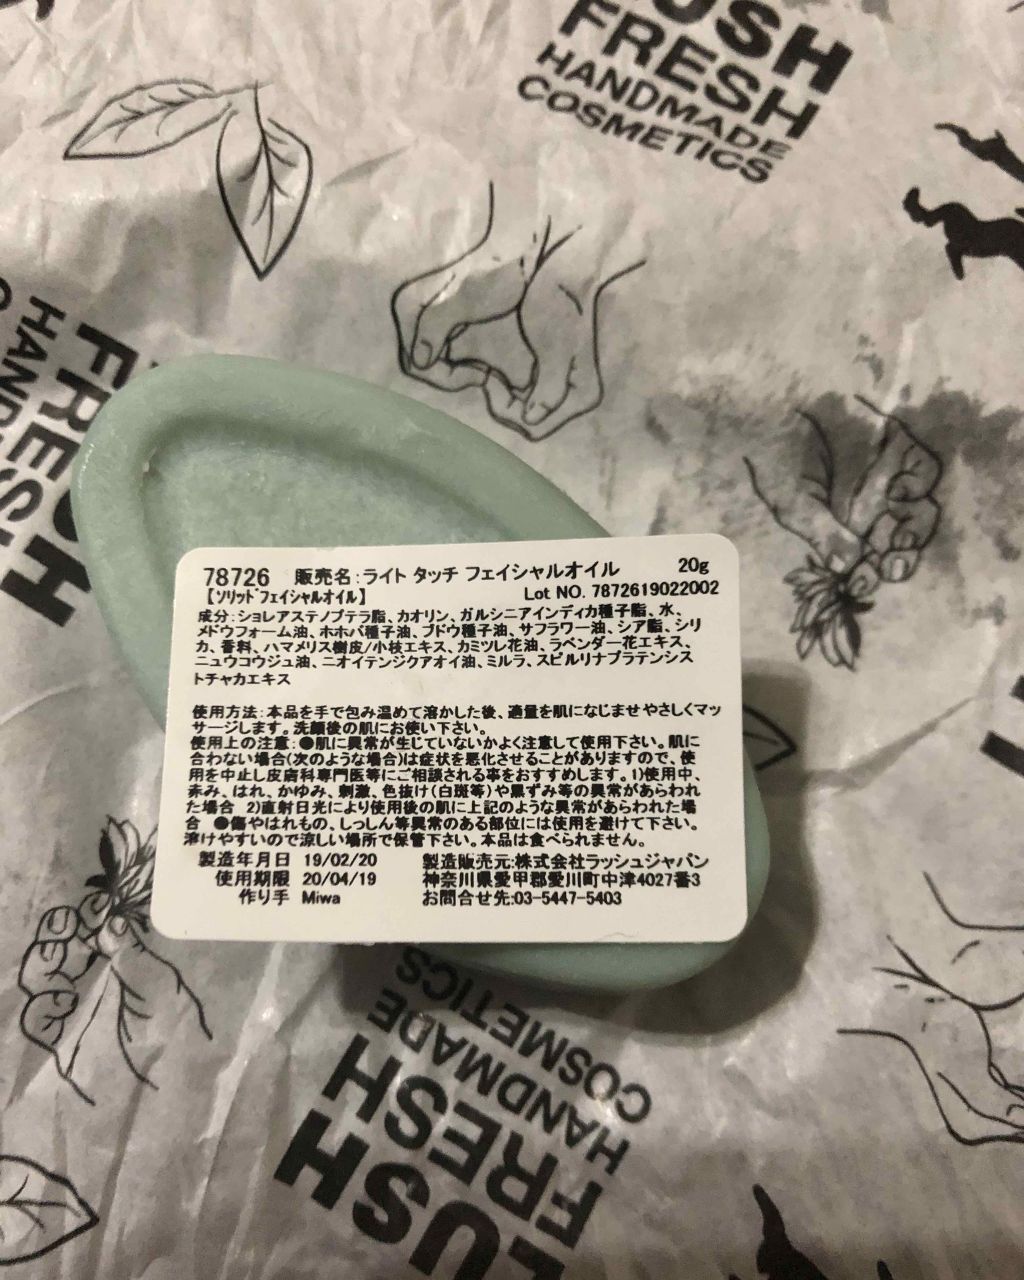 LUSH
FRESH
HANDMADE
COSMETICS
HANDMADE
FRESH
LUSH
78726 販売名:ライト タッチ フェイシャルオイル 20g
【ソリッドフェイシャルオイル】 Lot NO. 7872619022002
成分:ショレアステノプテラ脂、カオリン、ガルシニアインディカ種子脂、水、
メドウフォーム油、ホホバ種子油、ブドウ種子油、サフラワー油、シア脂、シリ
カ、香料、ハマメリス樹皮/小枝エキス、カミツレ花油、ラベンダー花エキス、
ニュウコウジュ油、ニオイテンジクアオイ油、ミルラ、スピルリナプラテンシス
トチャカエキス
使用方法:本品を手で包み温めて溶かした後、適量を肌になじませやさしくマッ
サージします。洗顔後の肌にお使い下さい。
使用上の注意:●肌に異常が生じていないかよく注意して使用下さい。肌に
合わない場合(次のような場合)は症状を悪化させることがありますので、使
用を中止し皮膚科専門医等にご相談される事をおすすめします。1)使用中、
赤み、はれ、かゆみ、刺激、色抜け(白斑等)や黒ずみ等の異常があらわれ
た場合 2)直射日光により使用後の肌に上記のような異常があらわれた場
合 ●傷やはれもの、しっしん等異常のある部位には使用を避けて下さい。
溶けやすいので涼しい場所で保管下さい。本品は食べられません。
製造年月日 19/02/20 製造販売元:株式会社ラッシュジャパン
使用期限 20/04/19 神奈川県愛甲郡愛川町中津4027番3
作り手 Miwa お問合せ先:03-5447-5403
COSMETICS
HANDMADE
FRESH
LUSH